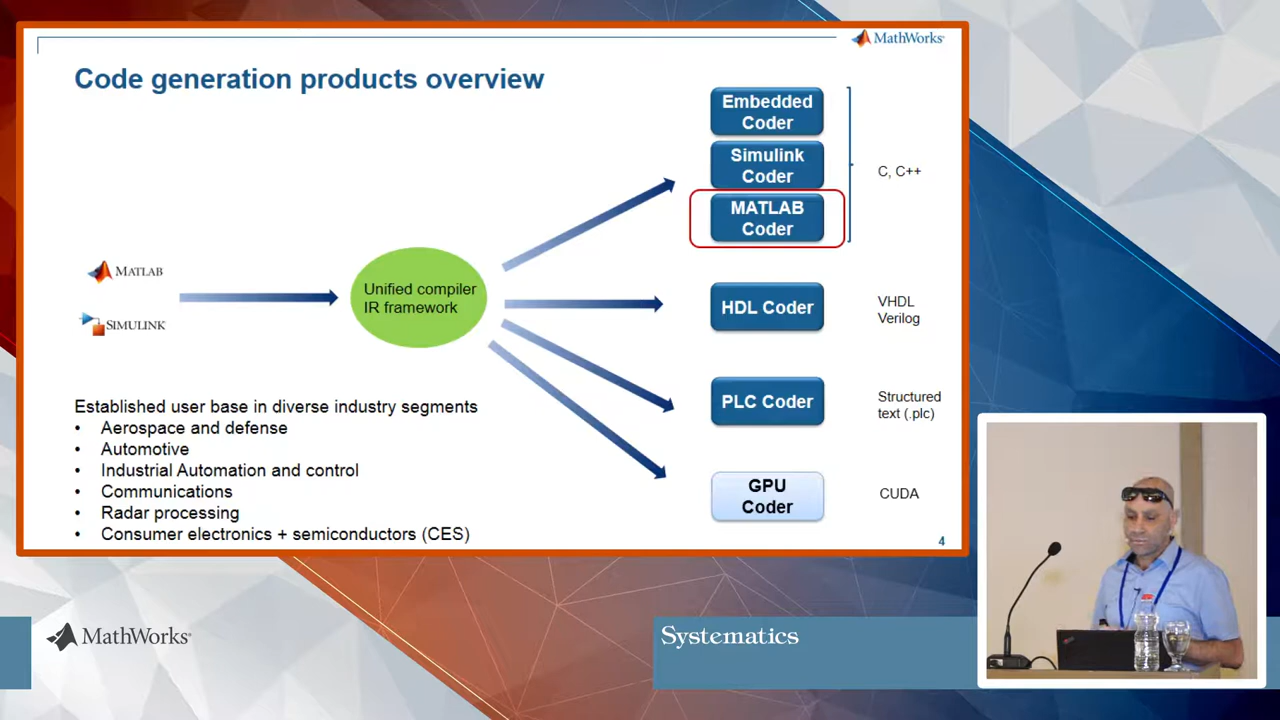 MathWorks®
Code generation products overview
Embedded
Coder
Simulink
Coder
MATLAB
Coder
C, C++
MATLAB
SIMULINK
Unified compiler
IR framework
HDL Coder
VHDL
Verilog
PLC Coder
Structured
text (.plc)
GPU
Coder
CUDA
Established user base in diverse industry segments
• Aerospace and defense
• Automotive
• Industrial Automation and control
• Communications
• Radar processing
• Consumer electronics + semiconductors (CES)
4
MathWorks®
Systematics